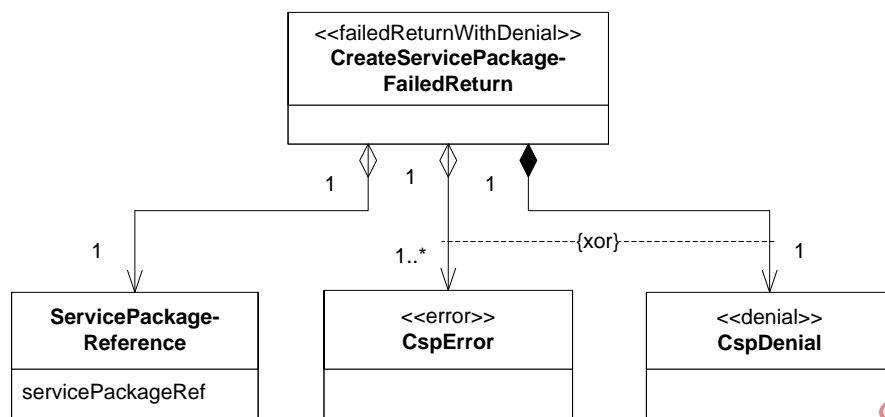 <<failedReturnWithDenial>>
CreateServicePackage-
FailedReturn
1
1
1
1
1..*
{xor}
1
ServicePackage-
Reference
servicePackageRef
<<error>>
CspError
<<denial>>
CspDenial